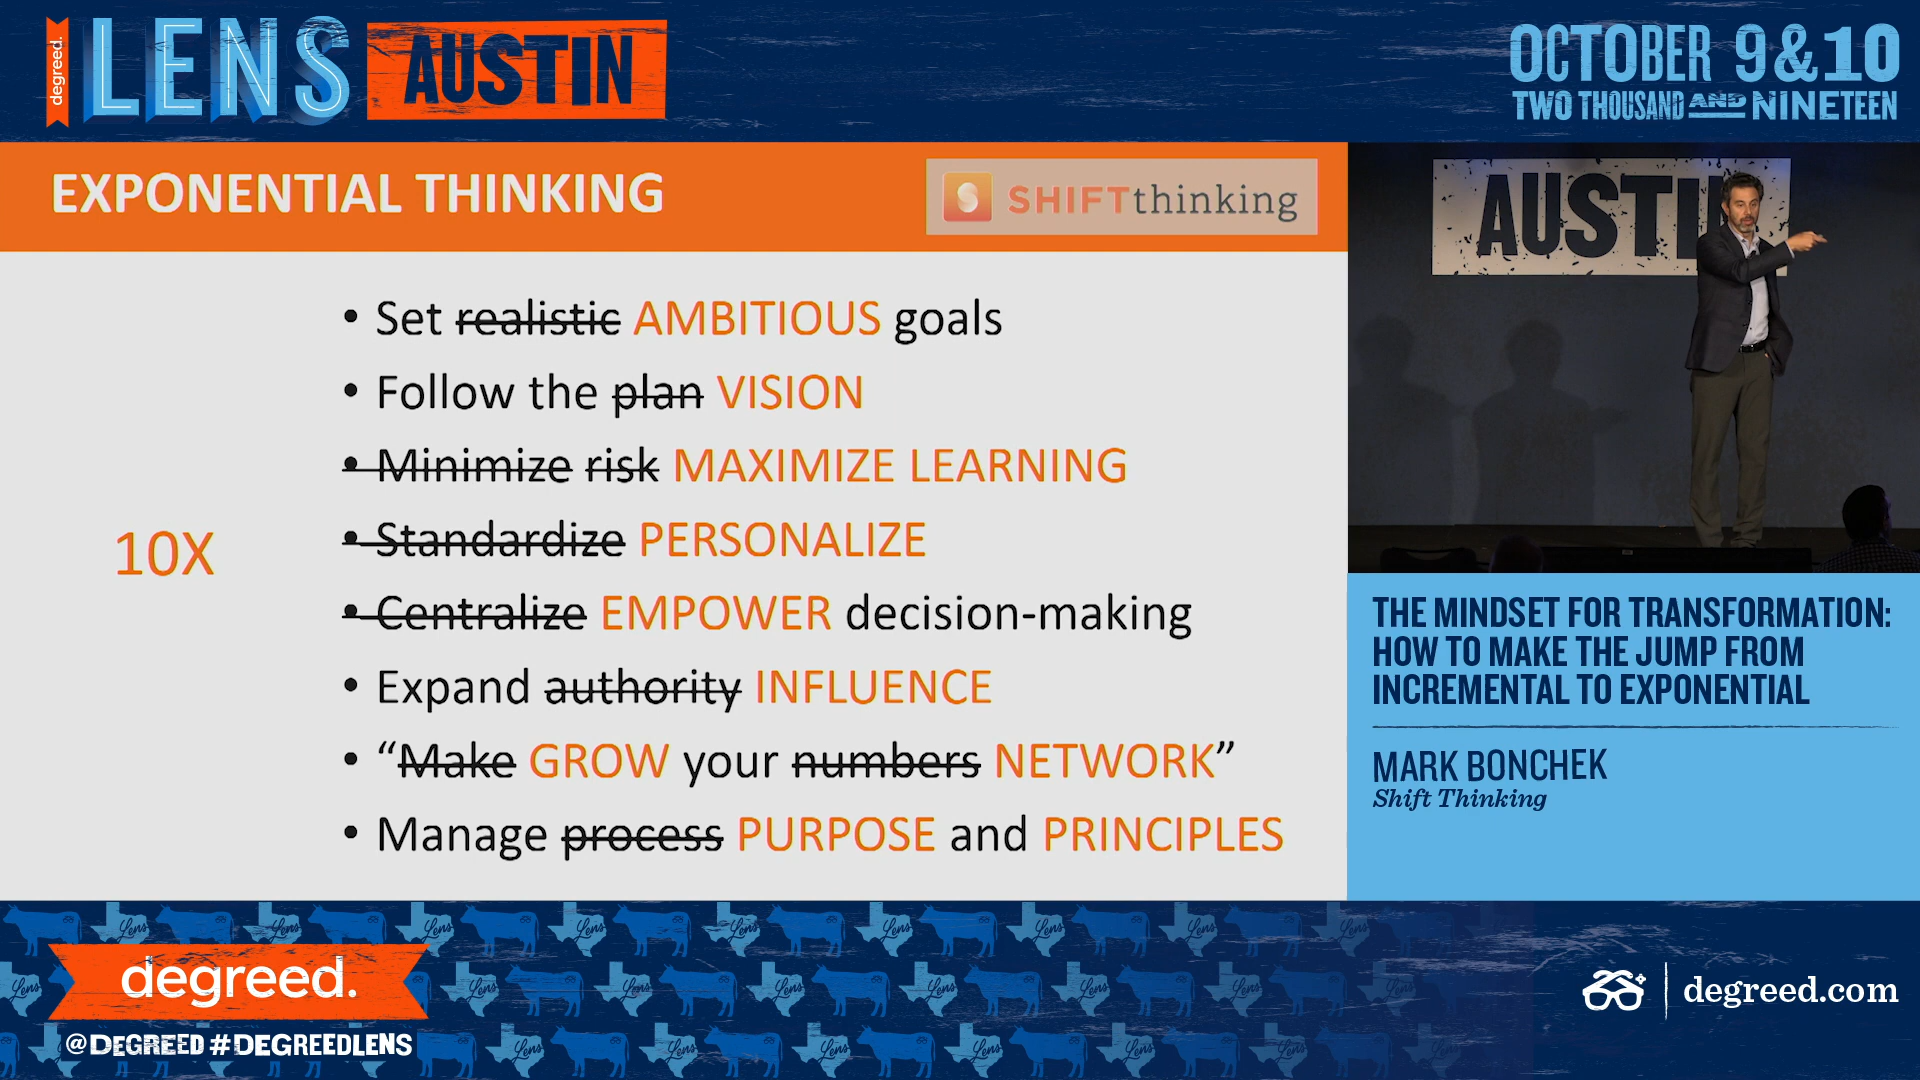 degreed.
LENS
AUSTIN
OCTOBER 9&10
TWO THOUSAND AND NINETEEN
EXPONENTIAL THINKING
SHIFTthinking
10X
• Set realistic AMBITIOUS goals
• Follow the plan VISION
• Minimize risk MAXIMIZE LEARNING
• Standardize PERSONALIZE
• Centralize EMPOWER decision-making
• Expand authority INFLUENCE
• “Make GROW your numbers NETWORK”
• Manage process PURPOSE and PRINCIPLES
AUSTIN
THE MINDSET FOR TRANSFORMATION:
HOW TO MAKE THE JUMP FROM
INCREMENTAL TO EXPONENTIAL
MARK BONCHEK
Shift Thinking
Lens
degreed.
@DEGREED #DEGREEDLENS
degreed.com